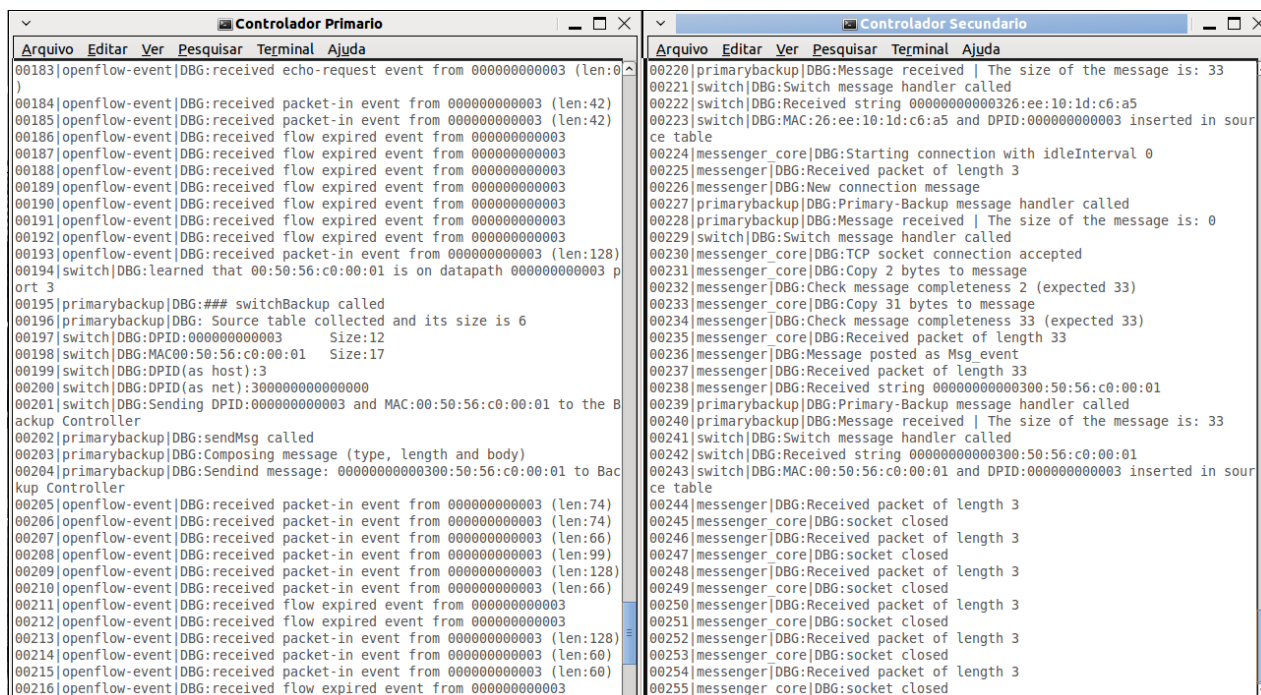 Controlador Primario
Arquivo Editar Ver Pesquisar Terminal Ajuda
00183|openflow-event|DBG:received echo-request event from 000000000003 (len:0
)
00184|openflow-event|DBG:received packet-in event from 000000000003 (len:42)
00185|openflow-event|DBG:received packet-in event from 000000000003 (len:42)
00186|openflow-event|DBG:received flow expired event from 000000000003
00187|openflow-event|DBG:received flow expired event from 000000000003
00188|openflow-event|DBG:received flow expired event from 000000000003
00189|openflow-event|DBG:received flow expired event from 000000000003
00190|openflow-event|DBG:received flow expired event from 000000000003
00191|openflow-event|DBG:received flow expired event from 000000000003
00192|openflow-event|DBG:received flow expired event from 000000000003
00193|openflow-event|DBG:received packet-in event from 000000000003 (len:128)
00194|switch|DBG:learned that 00:50:56:c0:00:01 is on datapath 000000000003 p
ort 3
00195|primarybackup|DBG:### switchBackup called
00196|primarybackup|DBG: Source table collected and its size is 6
00197|switch|DBG:DPID:000000000003 Size:12
00198|switch|DBG:MAC00:50:56:c0:00:01 Size:17
00199|switch|DBG:DPID(as host):3
00200|switch|DBG:DPID(as net):300000000000000
00201|switch|DBG:Sending DPID:000000000003 and MAC:00:50:56:c0:00:01 to the B
ackup Controller
00202|primarybackup|DBG:sendMsg called
00203|primarybackup|DBG:Composing message (type, length and body)
00204|primarybackup|DBG:Sendind message: 00000000000300:50:56:c0:00:01 to Bac
kup Controller
00205|openflow-event|DBG:received packet-in event from 000000000003 (len:74)
00206|openflow-event|DBG:received packet-in event from 000000000003 (len:74)
00207|openflow-event|DBG:received packet-in event from 000000000003 (len:66)
00208|openflow-event|DBG:received packet-in event from 000000000003 (len:99)
00209|openflow-event|DBG:received packet-in event from 000000000003 (len:128)
00210|openflow-event|DBG:received packet-in event from 000000000003 (len:66)
00211|openflow-event|DBG:received flow expired event from 000000000003
00212|openflow-event|DBG:received flow expired event from 000000000003
00213|openflow-event|DBG:received packet-in event from 000000000003 (len:128)
00214|openflow-event|DBG:received packet-in event from 000000000003 (len:60)
00215|openflow-event|DBG:received packet-in event from 000000000003 (len:60)
00216|openflow-event|DBG:received flow expired event from 000000000003
Controlador Secundario
Arquivo Editar Ver Pesquisar Terminal Ajuda
00220|primarybackup|DBG:Message received | The size of the message is: 33
00221|switch|DBG:Switch message handler called
00222|switch|DBG:Received string 00000000000326:ee:10:1d:c6:a5
00223|switch|DBG:MAC:26:ee:10:1d:c6:a5 and DPID:000000000003 inserted in sour
ce table
00224|messenger_core|DBG:Starting connection with idleInterval 0
00225|messenger|DBG:Received packet of length 3
00226|messenger|DBG:New connection message
00227|primarybackup|DBG:Primary-Backup message handler called
00228|primarybackup|DBG:Message received | The size of the message is: 0
00229|switch|DBG:Switch message handler called
00230|messenger_core|DBG:TCP socket connection accepted
00231|messenger_core|DBG:Copy 2 bytes to message
00232|messenger|DBG:Check message completeness 2 (expected 33)
00233|messenger_core|DBG:Copy 31 bytes to message
00234|messenger|DBG:Check message completeness 33 (expected 33)
00235|messenger_core|DBG:Received packet of length 33
00236|messenger|DBG:Message posted as Msg_event
00237|messenger|DBG:Received packet of length 33
00238|messenger|DBG:Received string 00000000000300:50:56:c0:00:01
00239|primarybackup|DBG:Primary-Backup message handler called
00240|primarybackup|DBG:Message received | The size of the message is: 33
00241|switch|DBG:Switch message handler called
00242|switch|DBG:Received string 00000000000300:50:56:c0:00:01
00243|switch|DBG:MAC:00:50:56:c0:00:01 and DPID:000000000003 inserted in sour
ce table
00244|messenger|DBG:Received packet of length 3
00245|messenger_core|DBG:socket closed
00246|messenger|DBG:Received packet of length 3
00247|messenger_core|DBG:socket closed
00248|messenger|DBG:Received packet of length 3
00249|messenger_core|DBG:socket closed
00250|messenger|DBG:Received packet of length 3
00251|messenger_core|DBG:socket closed
00252|messenger|DBG:Received packet of length 3
00253|messenger_core|DBG:socket closed
00254|messenger|DBG:Received packet of length 3
00255|messenger_core|DBG:socket closed